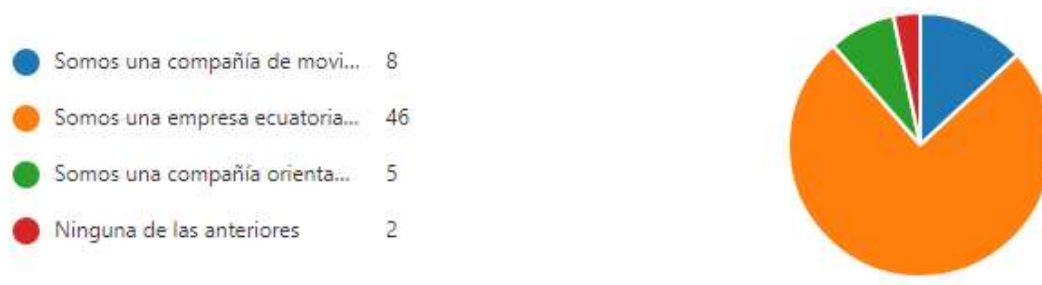 Somos una compañía de movi... 8
Somos una empresa ecuatoria... 46
Somos una compañía orienta... 5
Ninguna de las anteriores 2